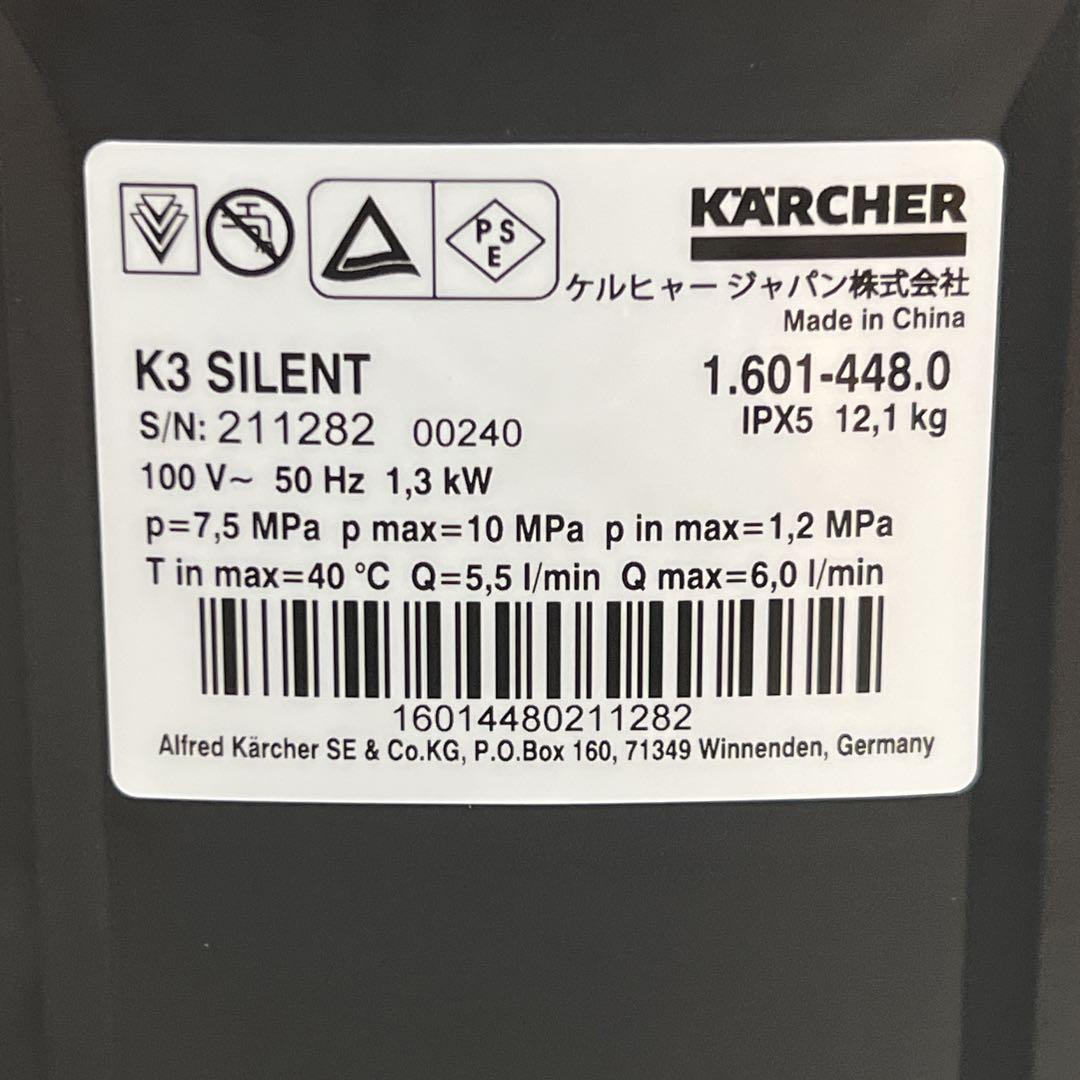 P S
E
KÄRCHER
ケルヒャー ジャパン株式会社
Made in China
K3 SILENT 1.601-448.0
S/N: 211282 00240 IPX5 12,1 kg
100 V~ 50 Hz 1,3 kW
p=7,5 MPa p max=10 MPa p in max=1,2 MPa
T in max=40 °C Q=5,5 l/min Q max=6,0 l/min
16014480211282
Alfred Kärcher SE & Co.KG, P.O.Box 160, 71349 Winnenden, Germany